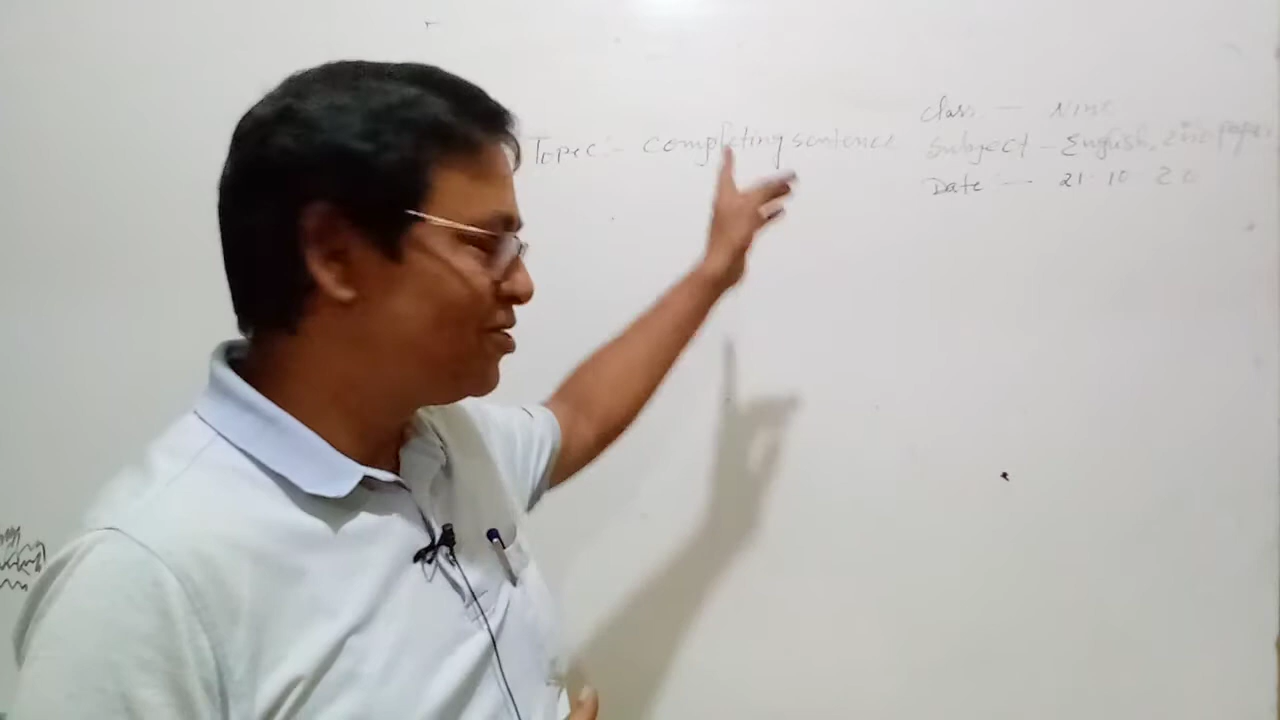 Topic:- completing sentence
Class — Nine
Subject - English, 2nd paper
Date :— 21. 10. 20